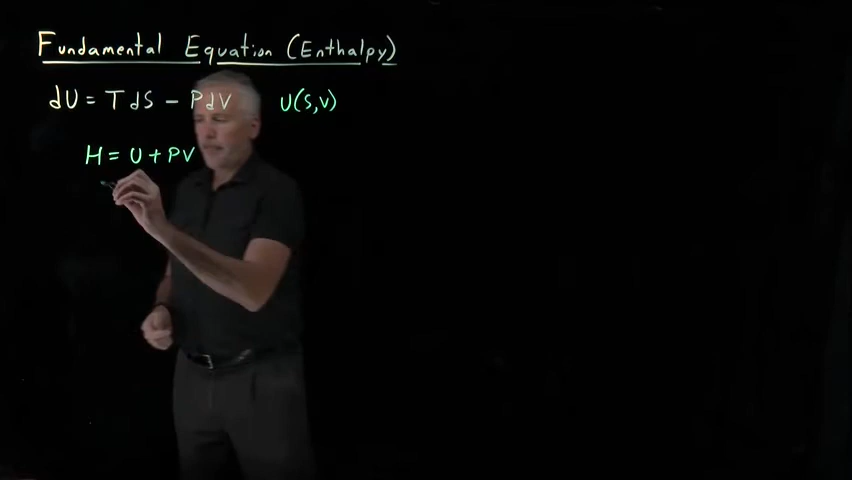 Fundamental Equation (Enthalpy)
dU = TdS - PdV U(S,V)
H = U + PV